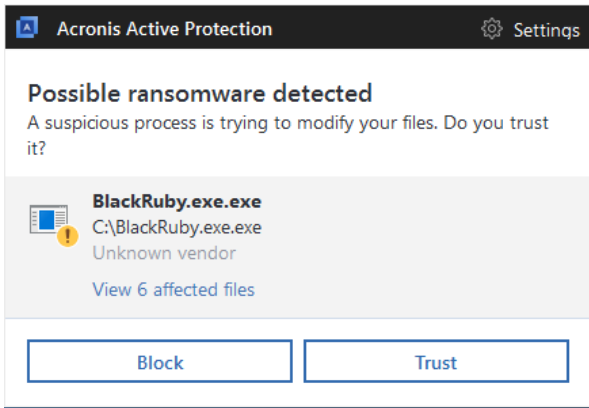 Acronis Active Protection
Settings
Possible ransomware detected
A suspicious process is trying to modify your files. Do you trust
it?
BlackRuby.exe.exe
C:\BlackRuby.exe.exe
Unknown vendor
View 6 affected files
Block
Trust